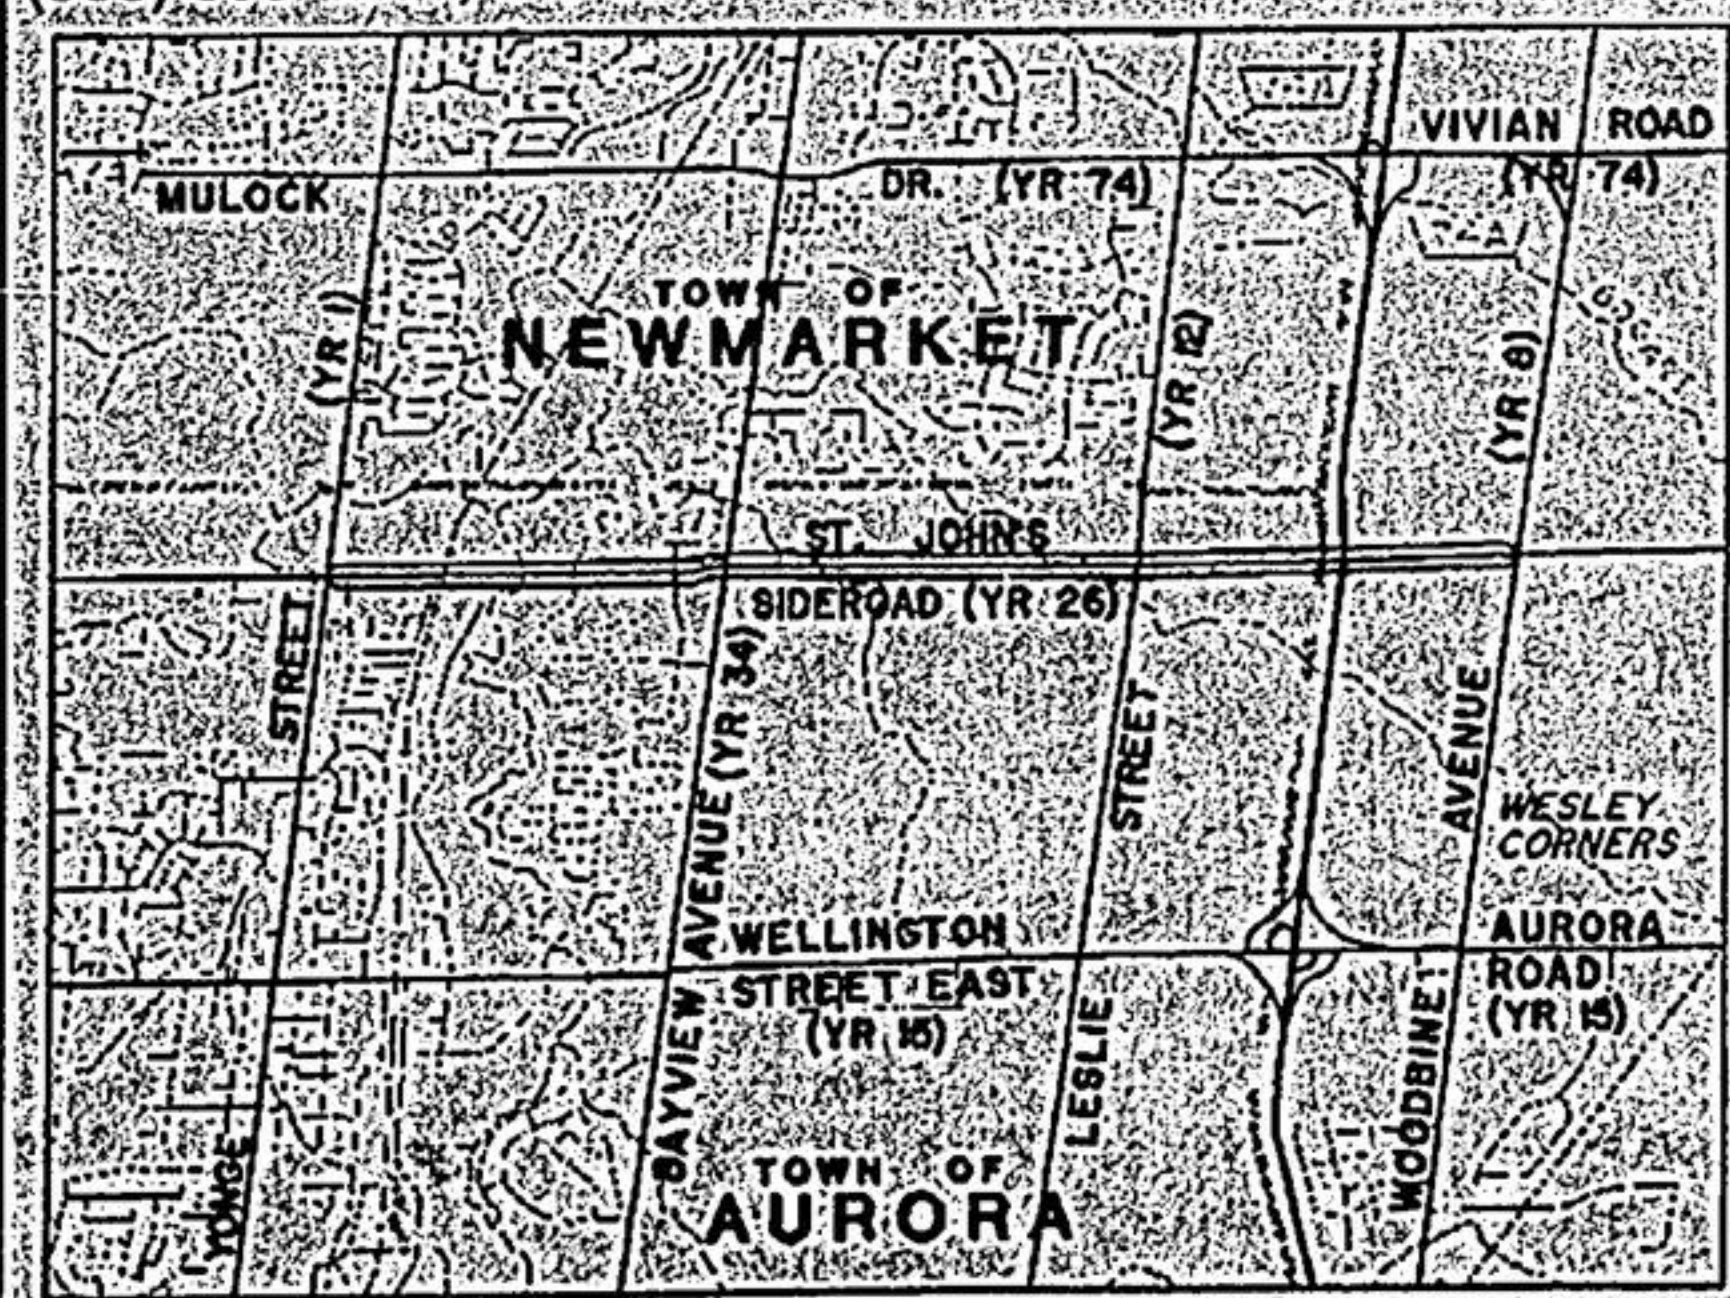 VIVIAN ROAD
MULOCK
DR. (YR 74)
(YR 74)
TOWN OF
NEWMARKET
(YR 1)
(YR 12)
(YR 8)
ST. JOHN'S
SIDEROAD (YR 26)
STREET
AVENUE (YR 34)
STREET
AVENUE
WESLEY
CORNERS
WELLINGTON
STREET EAST
(YR 15)
AURORA
ROAD
(YR 15)
YONGE
BAYVIEW
LESLIE
WOODBINE
TOWN OF
AURORA